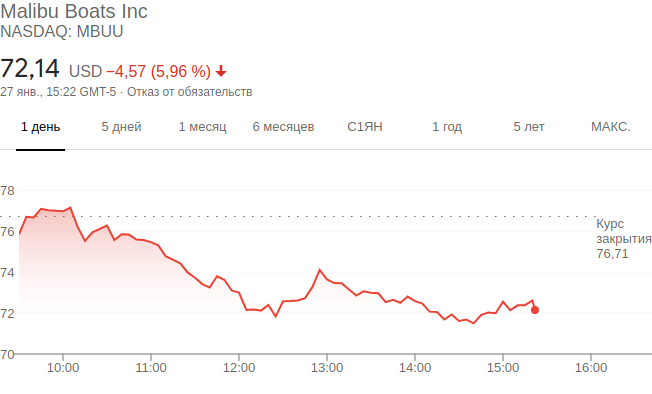 Malibu Boats Inc
NASDAQ: MBUU
72,14 USD −4,57 (5,96 %)
27 янв., 15:22 GMT-5 · Отказ от обязательств
1 день 5 дней 1 месяц 6 месяцев С1ЯН 1 год 5 лет МАКС.
78
76
74
72
70
Курс
закрытия
76,71
10:00 11:00 12:00 13:00 14:00 15:00 16:00